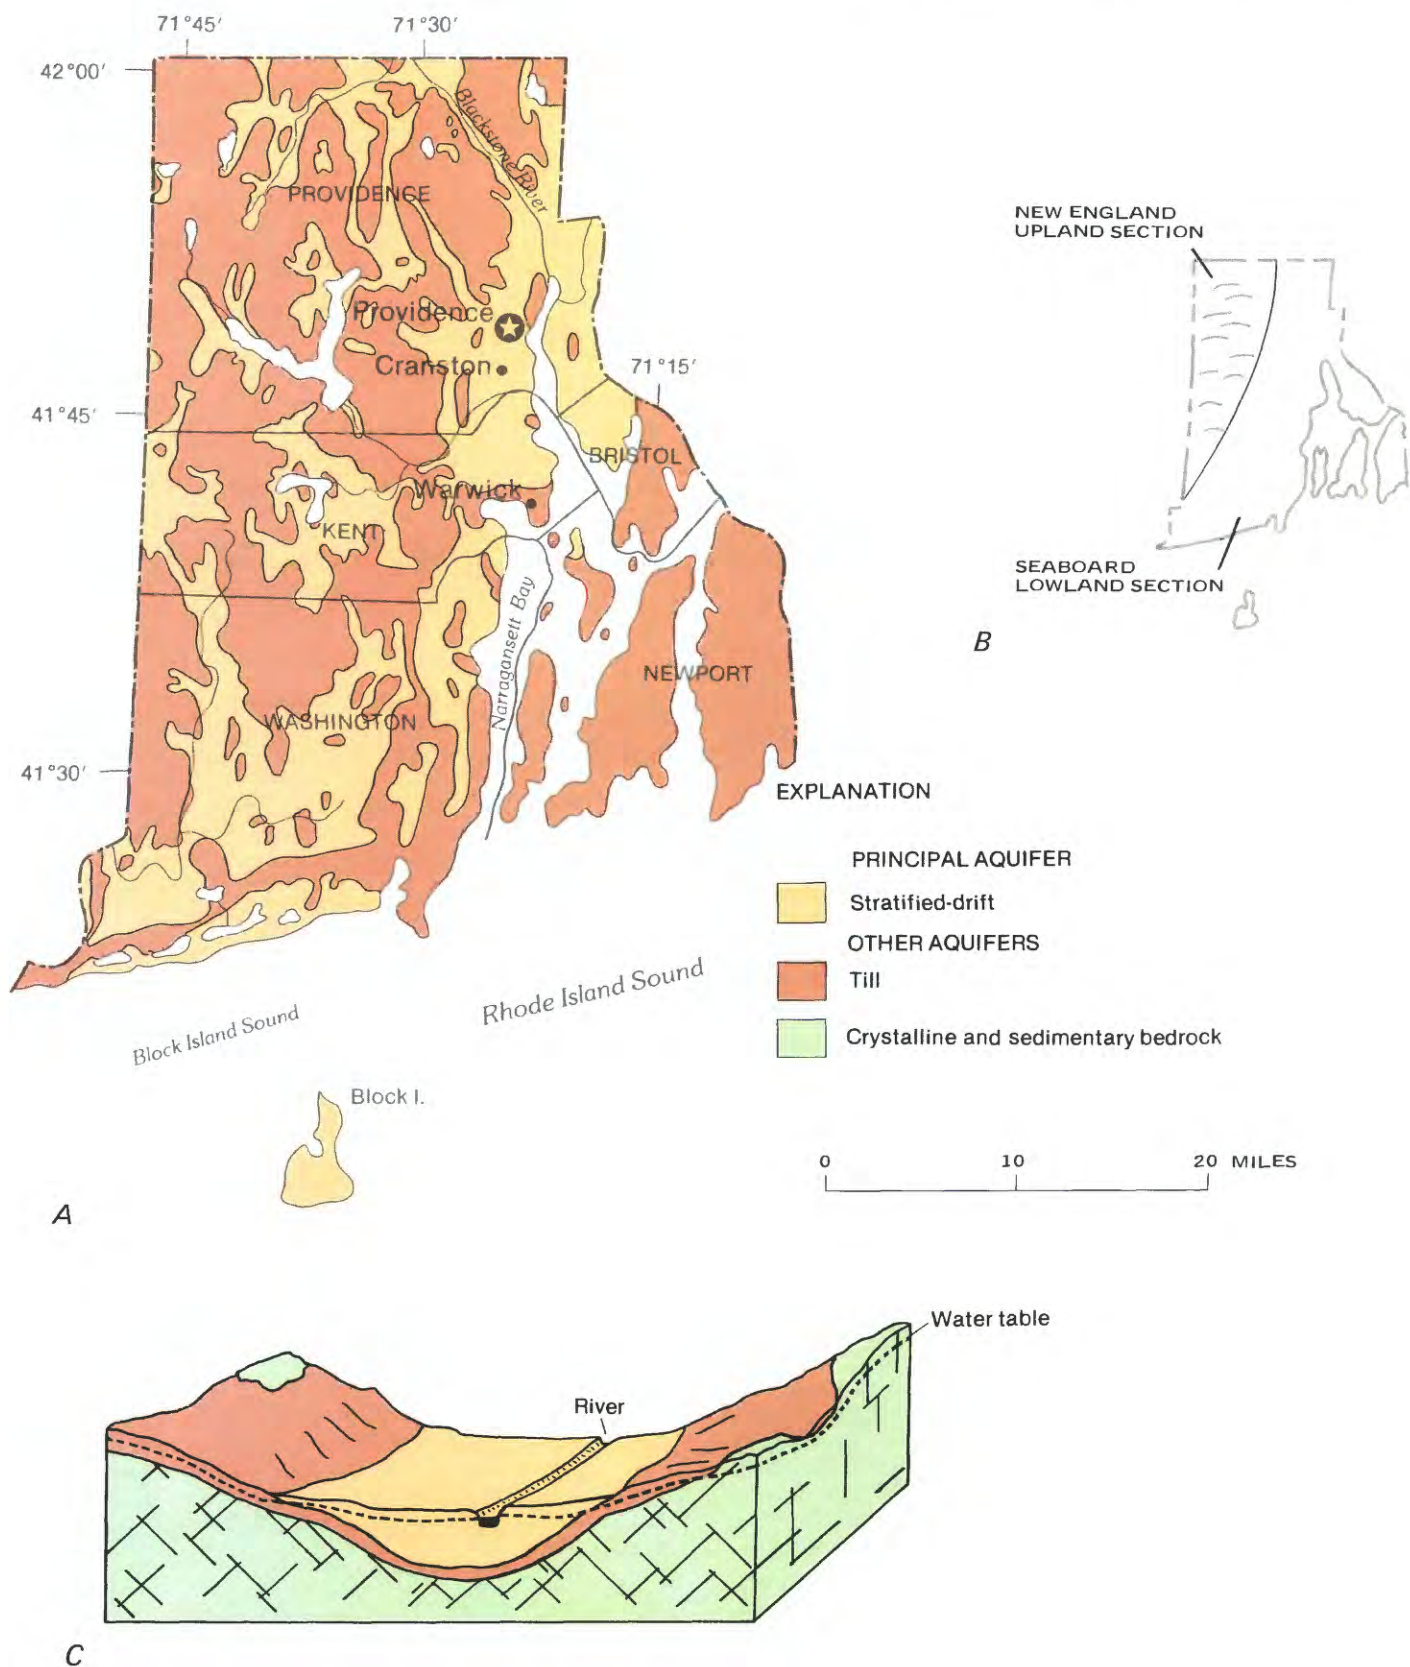 71°45′
71°30′
42°00′
Blackstone River
PROVIDENCE
Providence
Cranston
71°15′
41°45′
BRISTOL
Warwick
KENT
Narragansett Bay
NEWPORT
WASHINGTON
41°30′
Block Island Sound
Rhode Island Sound
Block I.
A
NEW ENGLAND
UPLAND SECTION
SEABOARD
LOWLAND SECTION
B
EXPLANATION
PRINCIPAL AQUIFER
Stratified-drift
OTHER AQUIFERS
Till
Crystalline and sedimentary bedrock
0 10 20 MILES
Water table
River
C